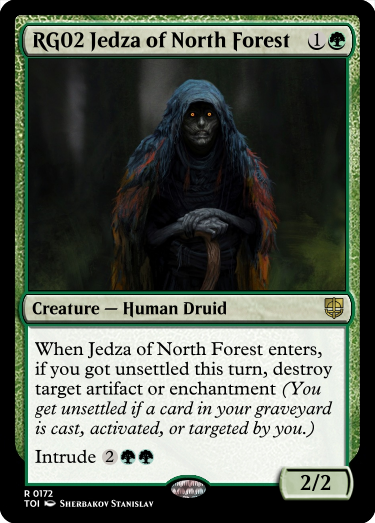 RG02 Jedza of North Forest 1
Creature — Human Druid
When Jedza of North Forest enters,
if you got unsettled this turn, destroy
target artifact or enchantment (You
get unsettled if a card in your graveyard
is cast, activated, or targeted by you.)
Intrude 2
2/2
R 0172
TOI Sherbakov Stanislav